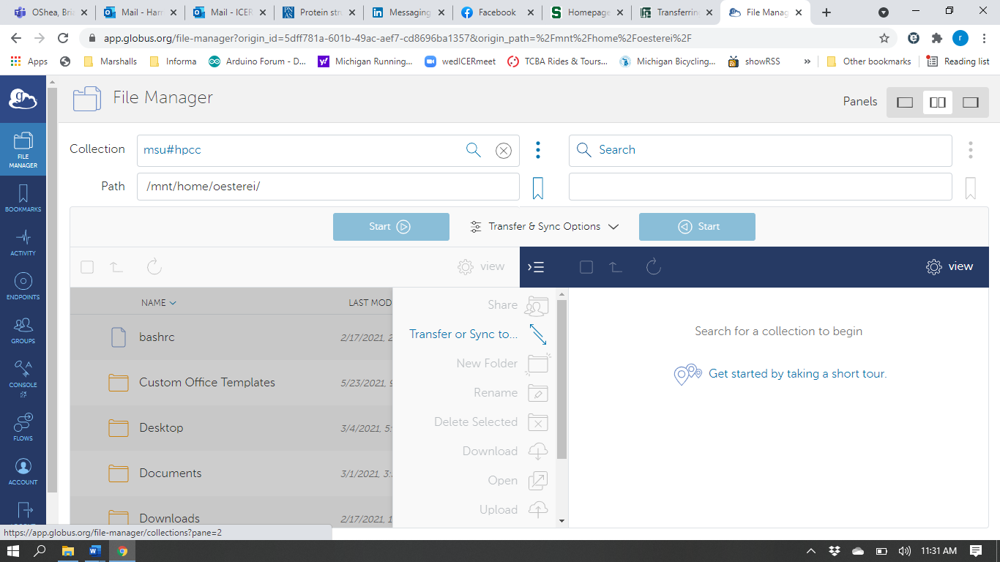 OShea, Bria
Mail - Harr
Mail - ICER
Protein str
Messaging
Facebook
Homepage
Transferrin
File Manag
app.globus.org/file-manager?origin_id=5dff781a-601b-49ac-aef7-cd8696ba1357&origin_path=%2Fmnt%2Fhome%2Foesterei%2F
r
Apps
Marshalls
Informa
Arduino Forum - D...
Michigan Running...
wedICERmeet
TCBA Rides & Tours...
Michigan Bicycling...
showRSS
»
Other bookmarks
Reading list
File Manager
Panels
Collection
msu#hpcc
Search
Path
/mnt/home/oesterei/
Start
Transfer & Sync Options
Start
view
view
FILE MANAGER
BOOKMARKS
ACTIVITY
ENDPOINTS
GROUPS
CONSOLE
FLOWS
ACCOUNT
NAME
LAST MOD
bashrc
2/17/2021, 2
Custom Office Templates
5/23/2021, 9
Desktop
3/4/2021, 5:
Documents
3/1/2021, 3:
Downloads
2/17/2021, 1
Share
Transfer or Sync to...
New Folder
Rename
Delete Selected
Download
Open
Upload
Search for a collection to begin
Get started by taking a short tour.
https://app.globus.org/file-manager/collections?pane=2
11:31 AM